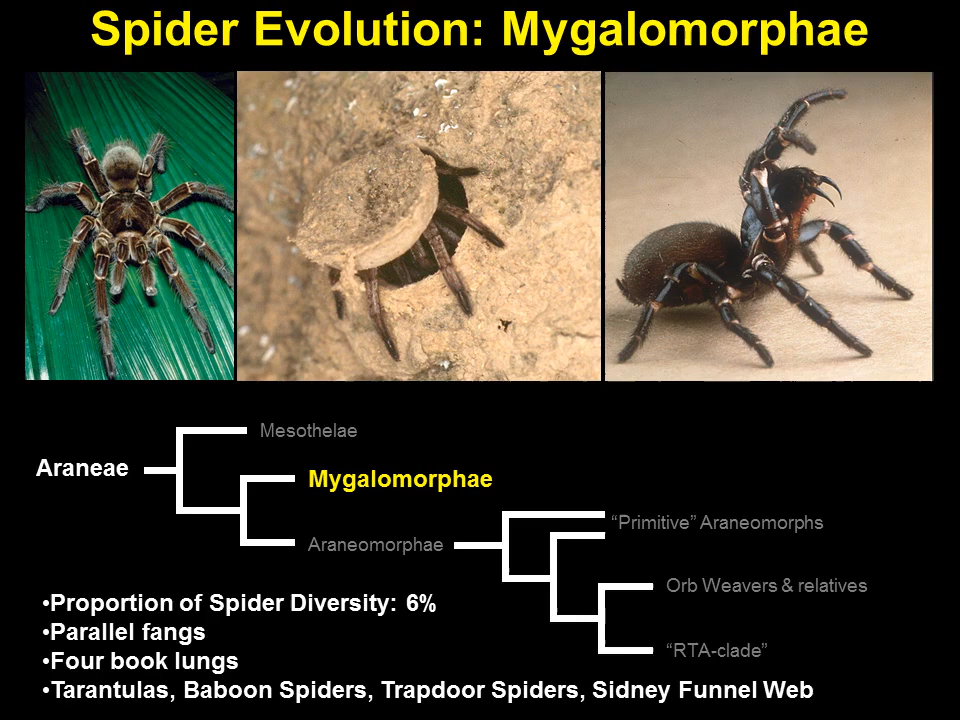 Spider Evolution: Mygalomorphae
Mesothelae
Araneae
Mygalomorphae
“Primitive” Araneomorphs
Araneomorphae
Orb Weavers & relatives
•Proportion of Spider Diversity: 6%
•Parallel fangs
“RTA-clade”
•Four book lungs
•Tarantulas, Baboon Spiders, Trapdoor Spiders, Sidney Funnel Web